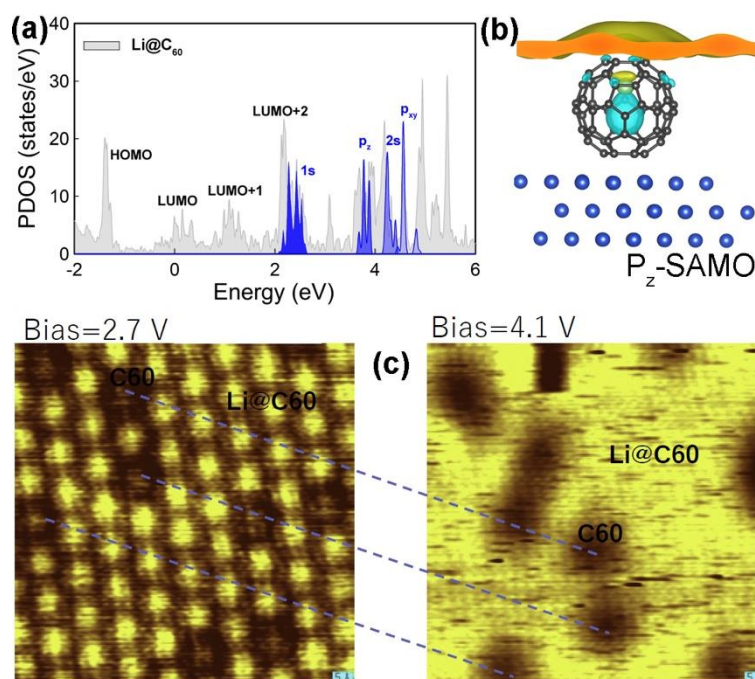 (a)
Li@C60
PDOS (states/eV)
40
30
20
10
0
HOMO
LUMO
LUMO+1
LUMO+2
1s
pz
2s
pxy
-2 0 2 4 6
Energy (eV)
(b)
Pz-SAMO
Bias=2.7 V
Bias=4.1 V
(c)
C60
Li@C60
Li@C60
C60
5 Å